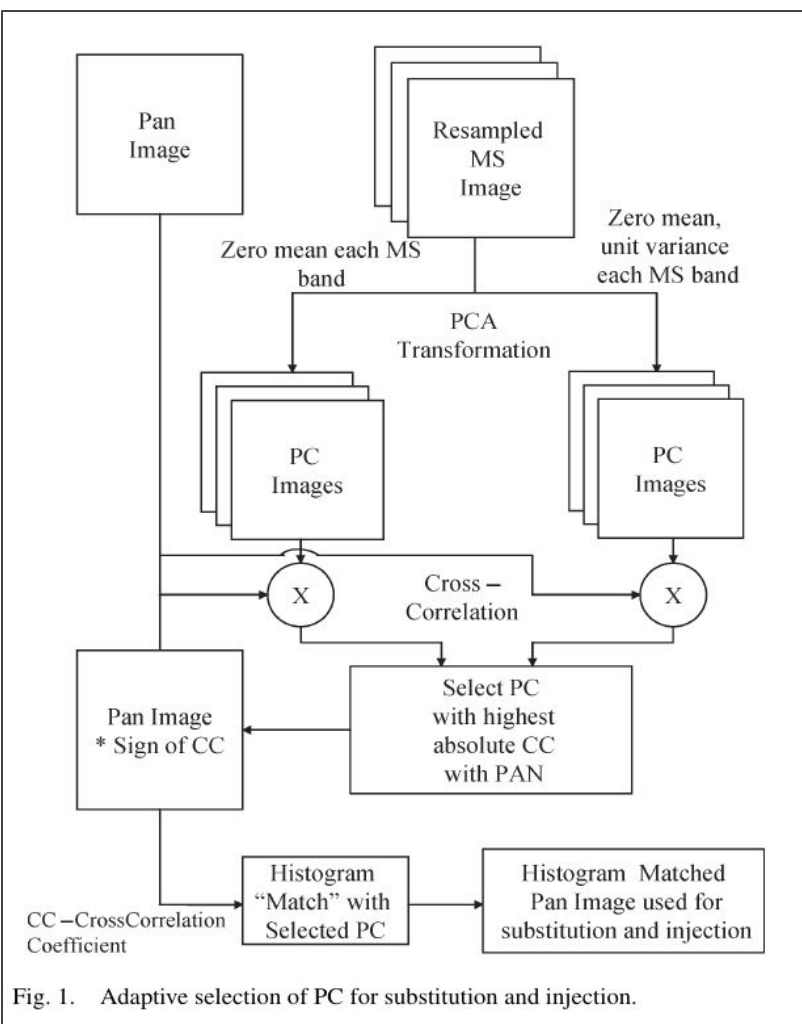 Pan
Image
Resampled
MS
Image
Zero mean each MS
band
Zero mean,
unit variance
each MS band
PCA
Transformation
PC
Images
PC
Images
X
Cross –
Correlation
X
Pan Image
* Sign of CC
Select PC
with highest
absolute CC
with PAN
CC –CrossCorrelation
Coefficient
Histogram
“Match” with
Selected PC
Histogram Matched
Pan Image used for
substitution and injection
Fig. 1. Adaptive selection of PC for substitution and injection.